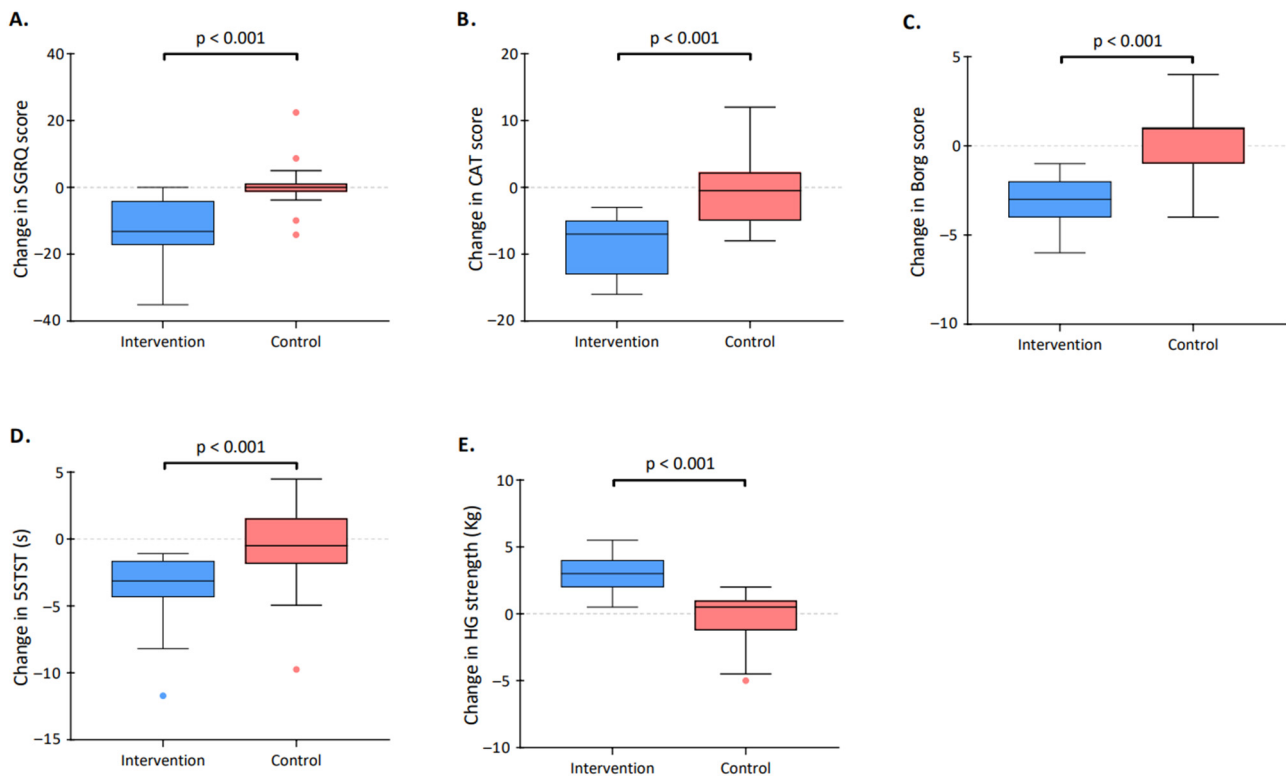 A.
p < 0.001
40
20
0
−20
−40
Change in SGRQ score
Intervention
Control
B.
p < 0.001
20
10
0
−10
−20
Change in CAT score
Intervention
Control
C.
p < 0.001
5
0
−5
−10
Change in Borg score
Intervention
Control
D.
p < 0.001
5
0
−5
−10
−15
Change in 5STST (s)
Intervention
Control
E.
p < 0.001
10
5
0
−5
−10
Change in HG strength (Kg)
Intervention
Control